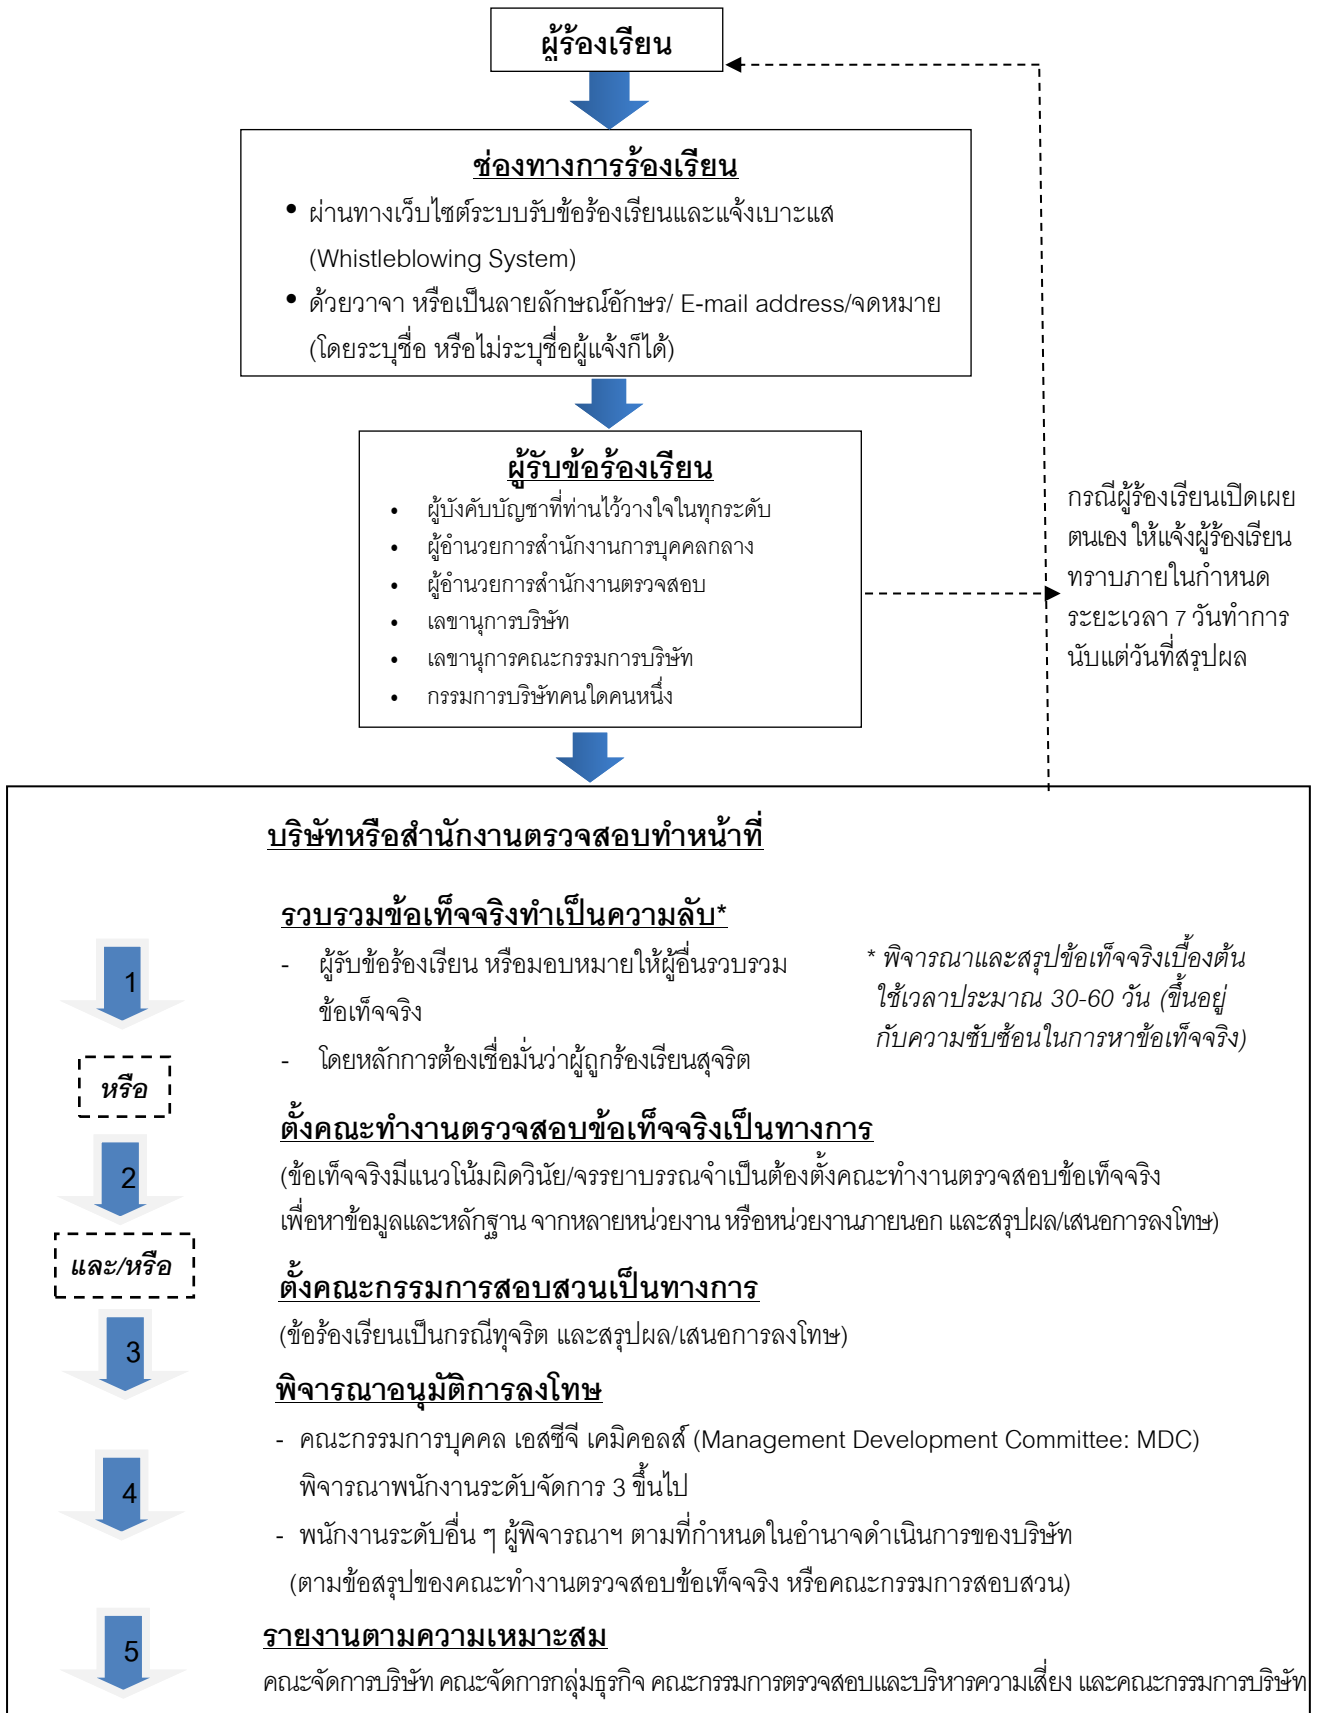 ผู้ร้องเรียน
ช่องทางการร้องเรียน
• ผ่านทางเว็บไซต์ระบบรับข้อร้องเรียนและแจ้งเบาะแส
(Whistleblowing System)
• ด้วยวาจา หรือเป็นลายลักษณ์อักษร/ E-mail address/จดหมาย
(โดยระบุชื่อ หรือไม่ระบุชื่อผู้แจ้งก็ได้)
ผู้รับข้อร้องเรียน
• ผู้บังคับบัญชาที่ท่านไว้วางใจในทุกระดับ
• ผู้อำนวยการสำนักงานการบุคคลกลาง
• ผู้อำนวยการสำนักงานตรวจสอบ
• เลขานุการบริษัท
• เลขานุการคณะกรรมการบริษัท
• กรรมการบริษัทคนใดคนหนึ่ง
กรณีผู้ร้องเรียนเปิดเผย
ตนเอง ให้แจ้งผู้ร้องเรียน
ทราบภายในกำหนด
ระยะเวลา 7 วันทำการ
นับแต่วันที่สรุปผล
บริษัทหรือสำนักงานตรวจสอบทำหน้าที่
1
รวบรวมข้อเท็จจริงทำเป็นความลับ*
- ผู้รับข้อร้องเรียน หรือมอบหมายให้ผู้อื่นรวบรวม
ข้อเท็จจริง
- โดยหลักการต้องเชื่อมั่นว่าผู้ถูกร้องเรียนสุจริต
* พิจารณาและสรุปข้อเท็จจริงเบื้องต้น
ใช้เวลาประมาณ 30-60 วัน (ขึ้นอยู่
กับความซับซ้อนในการหาข้อเท็จจริง)
หรือ
2
ตั้งคณะทำงานตรวจสอบข้อเท็จจริงเป็นทางการ
(ข้อเท็จจริงมีแนวโน้มผิดวินัย/จรรยาบรรณจำเป็นต้องตั้งคณะทำงานตรวจสอบข้อเท็จจริง
เพื่อหาข้อมูลและหลักฐาน จากหลายหน่วยงาน หรือหน่วยงานภายนอก และสรุปผล/เสนอการลงโทษ)
และ/หรือ
3
ตั้งคณะกรรมการสอบสวนเป็นทางการ
(ข้อร้องเรียนเป็นกรณีทุจริต และสรุปผล/เสนอการลงโทษ)
4
พิจารณาอนุมัติการลงโทษ
- คณะกรรมการบุคคล เอสซีจี เคมิคอลส์ (Management Development Committee: MDC)
พิจารณาพนักงานระดับจัดการ 3 ขึ้นไป
- พนักงานระดับอื่น ๆ ผู้พิจารณาฯ ตามที่กำหนดในอำนาจดำเนินการของบริษัท
(ตามข้อสรุปของคณะทำงานตรวจสอบข้อเท็จจริง หรือคณะกรรมการสอบสวน)
5
รายงานตามความเหมาะสม
คณะจัดการบริษัท คณะจัดการกลุ่มธุรกิจ คณะกรรมการตรวจสอบและบริหารความเสี่ยง และคณะกรรมการบริษัท